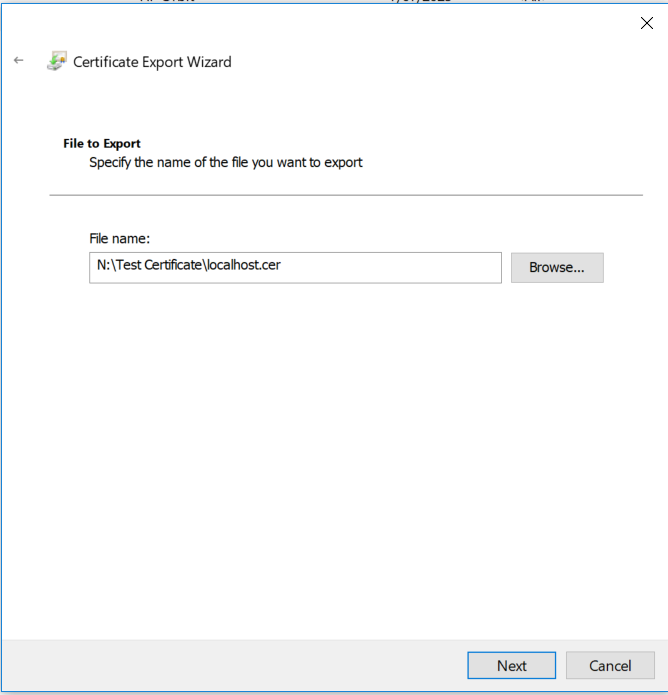 Certificate Export Wizard
File to Export
Specify the name of the file you want to export
File name:
N:\Test Certificate\localhost.cer
Browse...
Next
Cancel